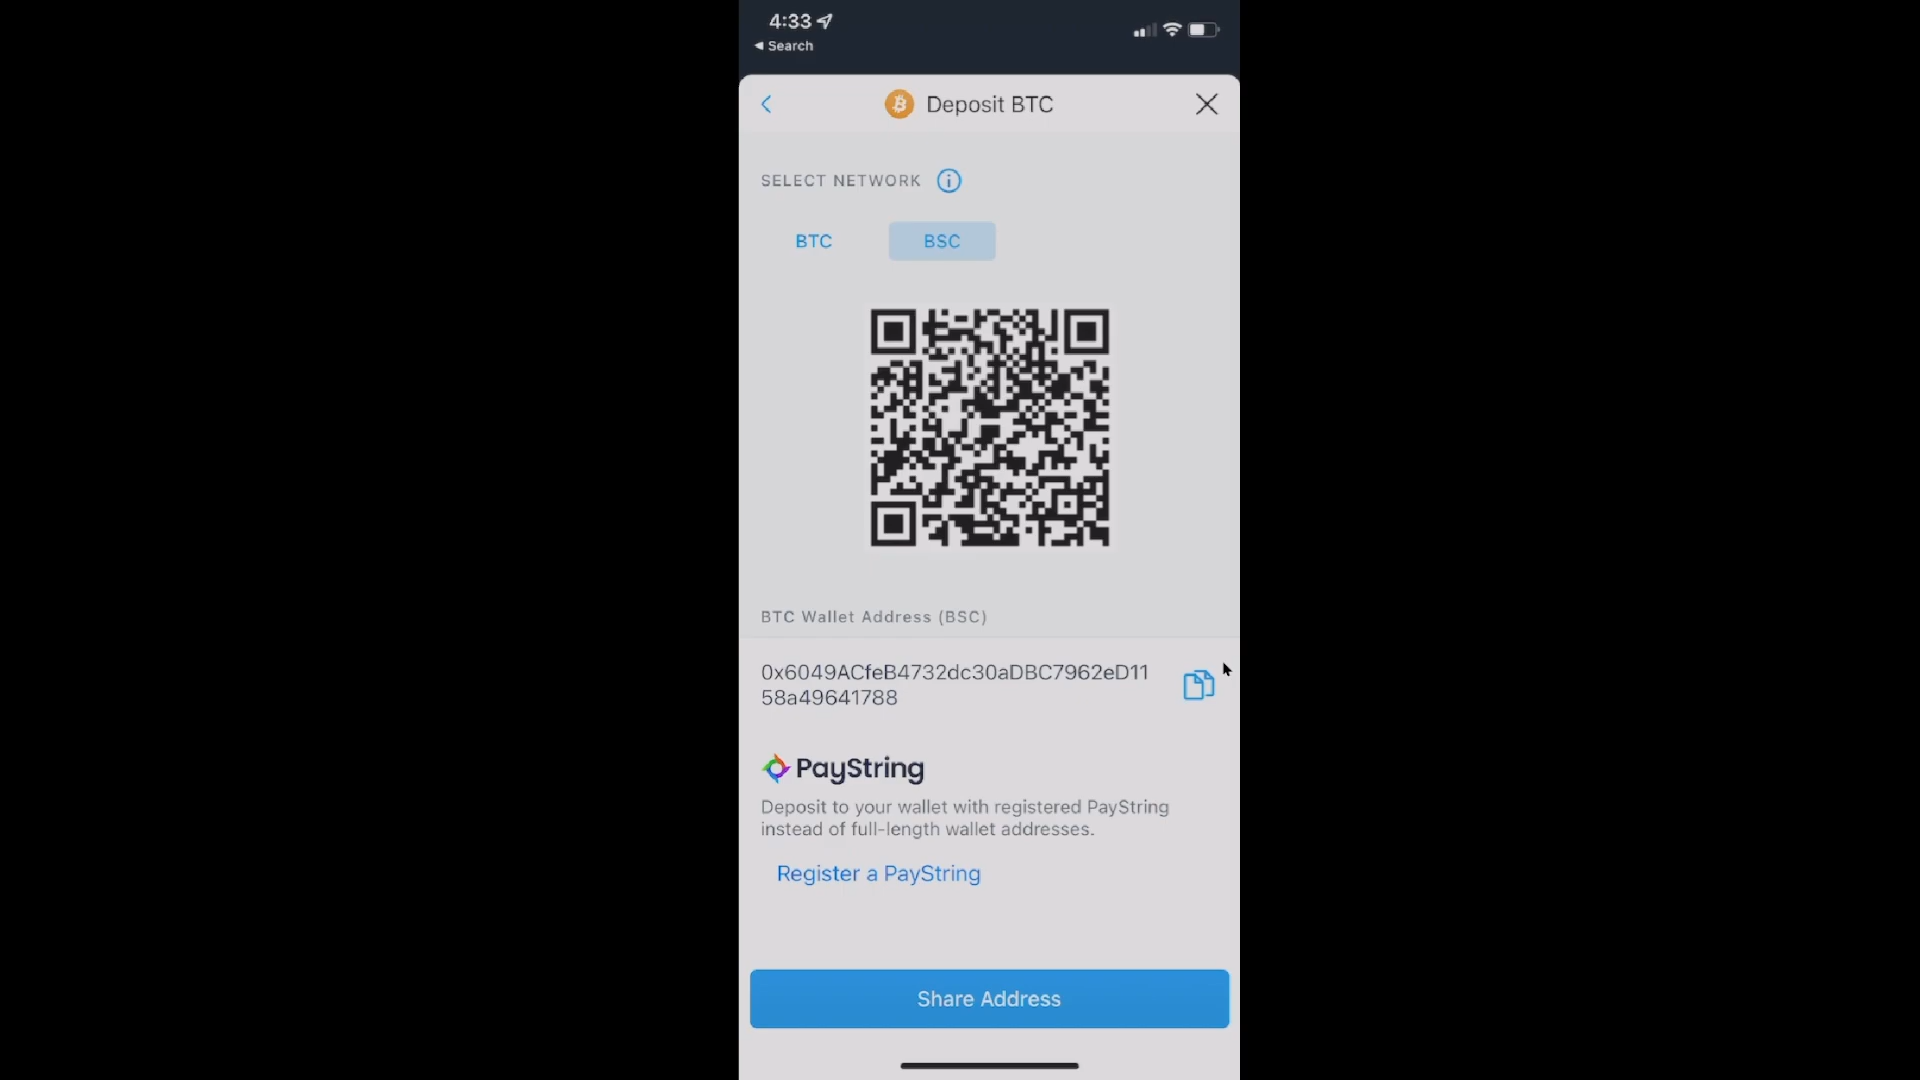 4:33
Search
Deposit BTC
SELECT NETWORK
BTC
BSC
BTC Wallet Address (BSC)
0x6049ACfeB4732dc30aDBC7962eD11
58a49641788
PayString
Deposit to your wallet with registered PayString
instead of full-length wallet addresses.
Register a PayString
Share Address